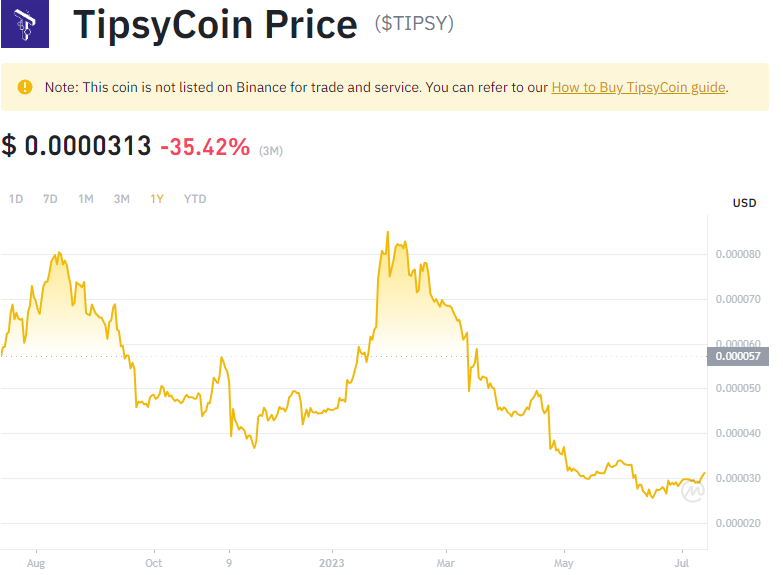 TipsyCoin Price ($TIPSY)
Note: This coin is not listed on Binance for trade and service. You can refer to our How to Buy TipsyCoin guide.
$ 0.0000313 -35.42% (3M)
1D 7D 1M 3M 1Y YTD
USD
0.000080
0.000070
0.000060
0.000057
0.000050
0.000040
0.000030
0.000020
Aug Oct 9 2023 Mar May Jul